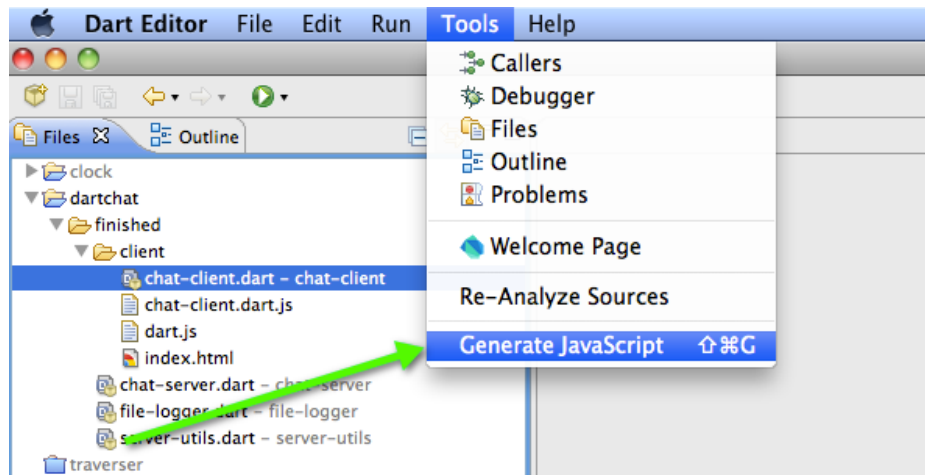 Dart Editor File Edit Run Tools Help
Callers
Debugger
Files
Outline
Problems
Welcome Page
Re-Analyze Sources
Generate JavaScript ⇧⌘G
Files Outline
clock
dartchat
finished
client
chat-client.dart – chat-client
chat-client.dart.js
dart.js
index.html
chat-server.dart – chat-server
file-logger.dart – file-logger
server-utils.dart – server-utils
traverser